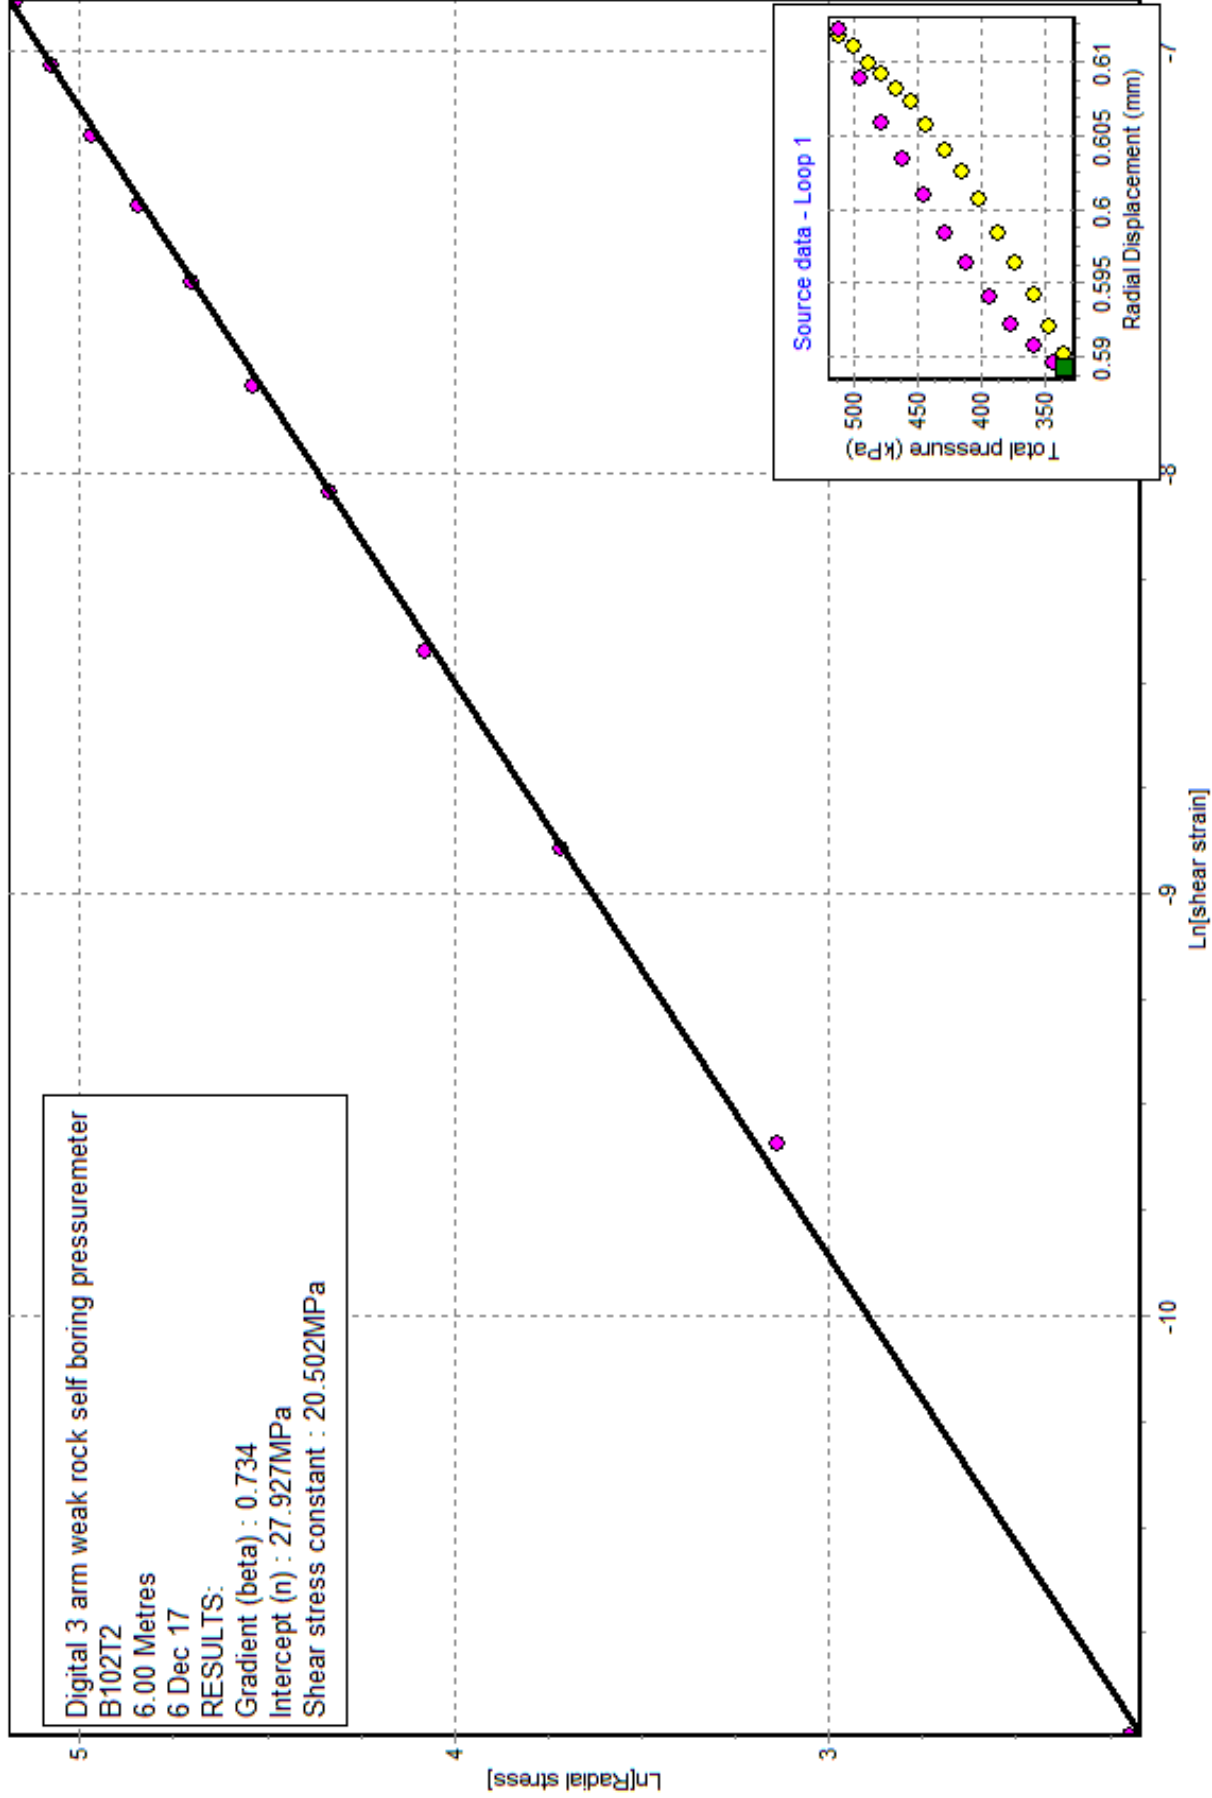 Digital 3 arm weak rock self boring pressuremeter
B102T2
6.00 Metres
6 Dec 17
RESULTS:
Gradient (beta) : 0.734
Intercept (n) : 27.927MPa
Shear stress constant : 20.502MPa
Ln[Radial stress]
5
4
3
-10
-9
-8
-7
Ln[shear strain]
Source data - Loop 1
Total pressure (kPa)
500
450
400
350
0.59
0.595
0.6
0.605
0.61
Radial Displacement (mm)